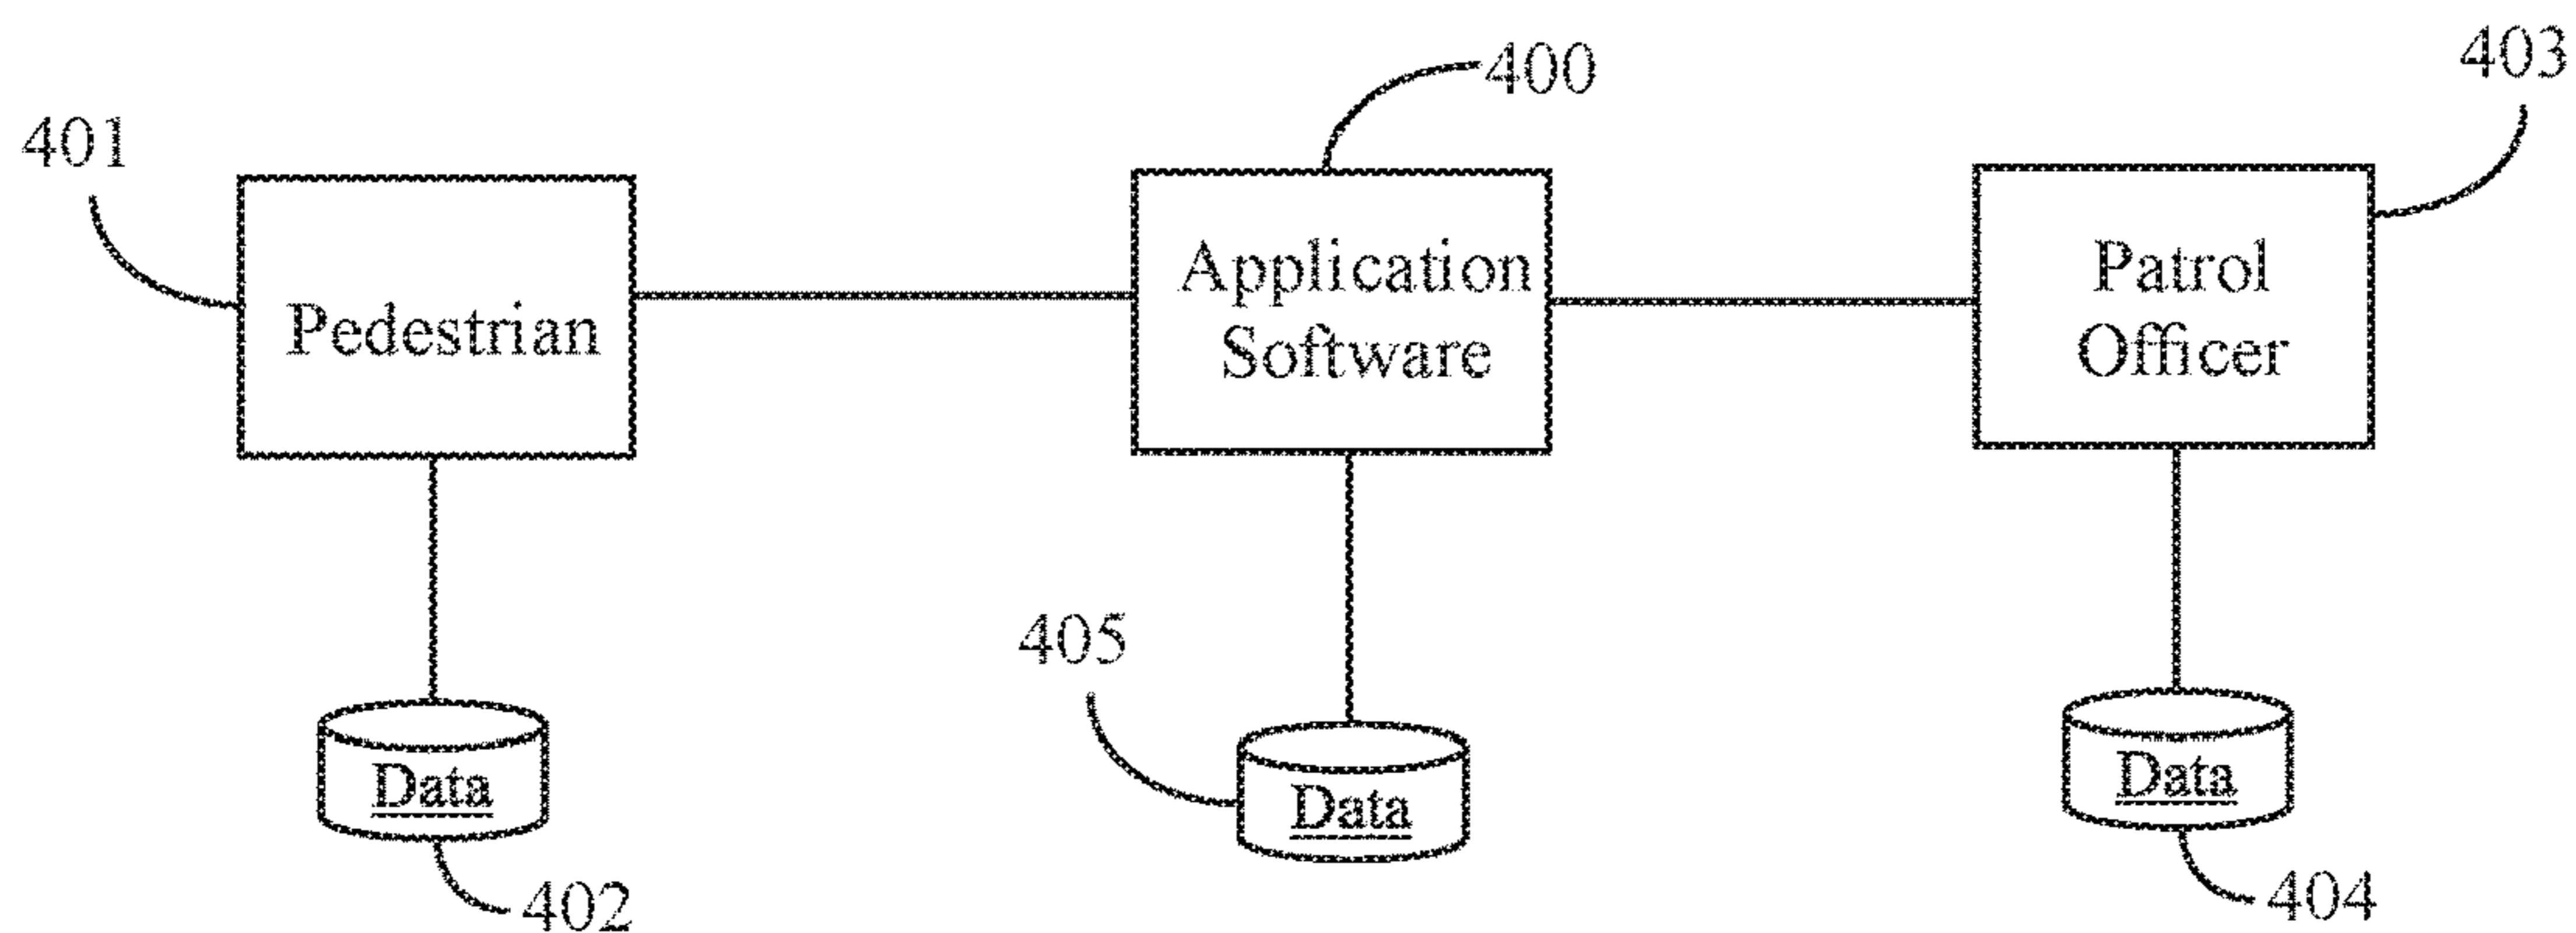 401
400
403
Pedestrian
Application
Software
Patrol
Officer
405
Data
Data
Data
402
404